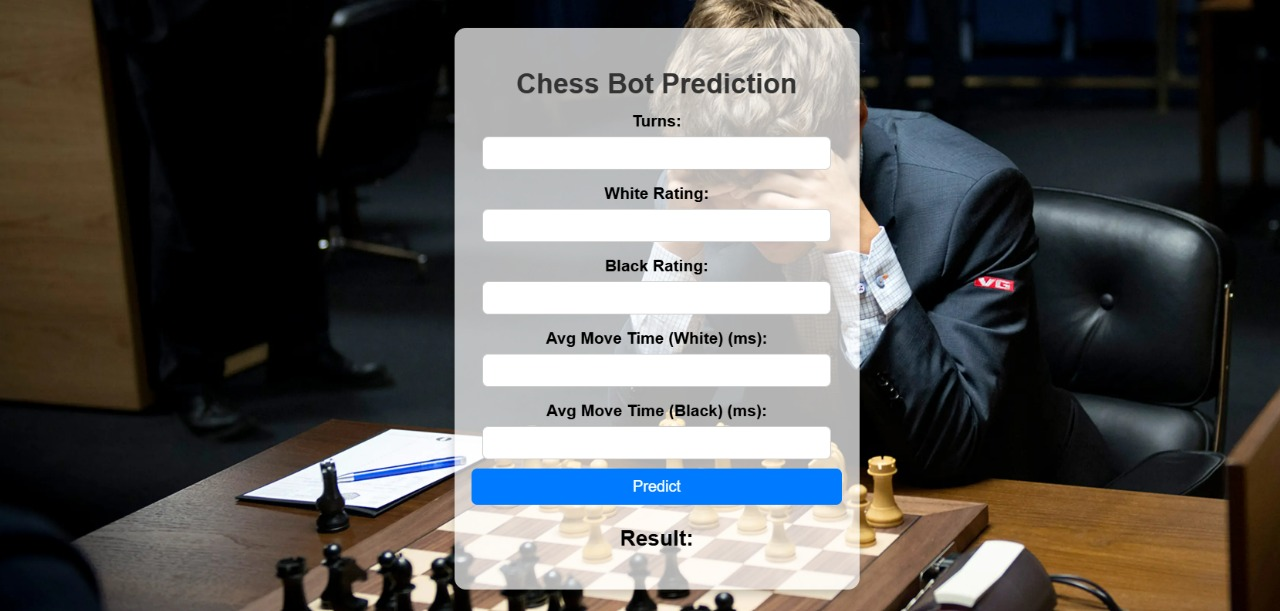 Chess Bot Prediction
Turns:
White Rating:
Black Rating:
Avg Move Time (White) (ms):
Avg Move Time (Black) (ms):
Predict
Result:
VG